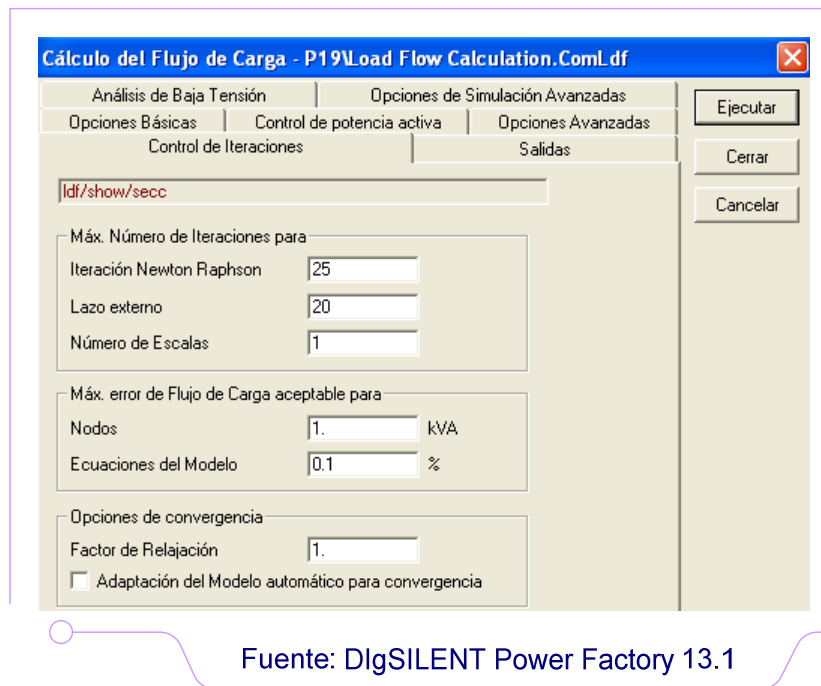 Cálculo del Flujo de Carga - P19\Load Flow Calculation.ComLdf
Análisis de Baja Tensión Opciones de Simulación Avanzadas
Opciones Básicas Control de potencia activa Opciones Avanzadas
Control de Iteraciones Salidas
Ejecutar
Cerrar
Cancelar
ldf/show/secc
Máx. Número de Iteraciones para
Iteración Newton Raphson 25
Lazo externo 20
Número de Escalas 1
Máx. error de Flujo de Carga aceptable para
Nodos 1. kVA
Ecuaciones del Modelo 0.1 %
Opciones de convergencia
Factor de Relajación 1.
Adaptación del Modelo automático para convergencia
Fuente: DIgSILENT Power Factory 13.1